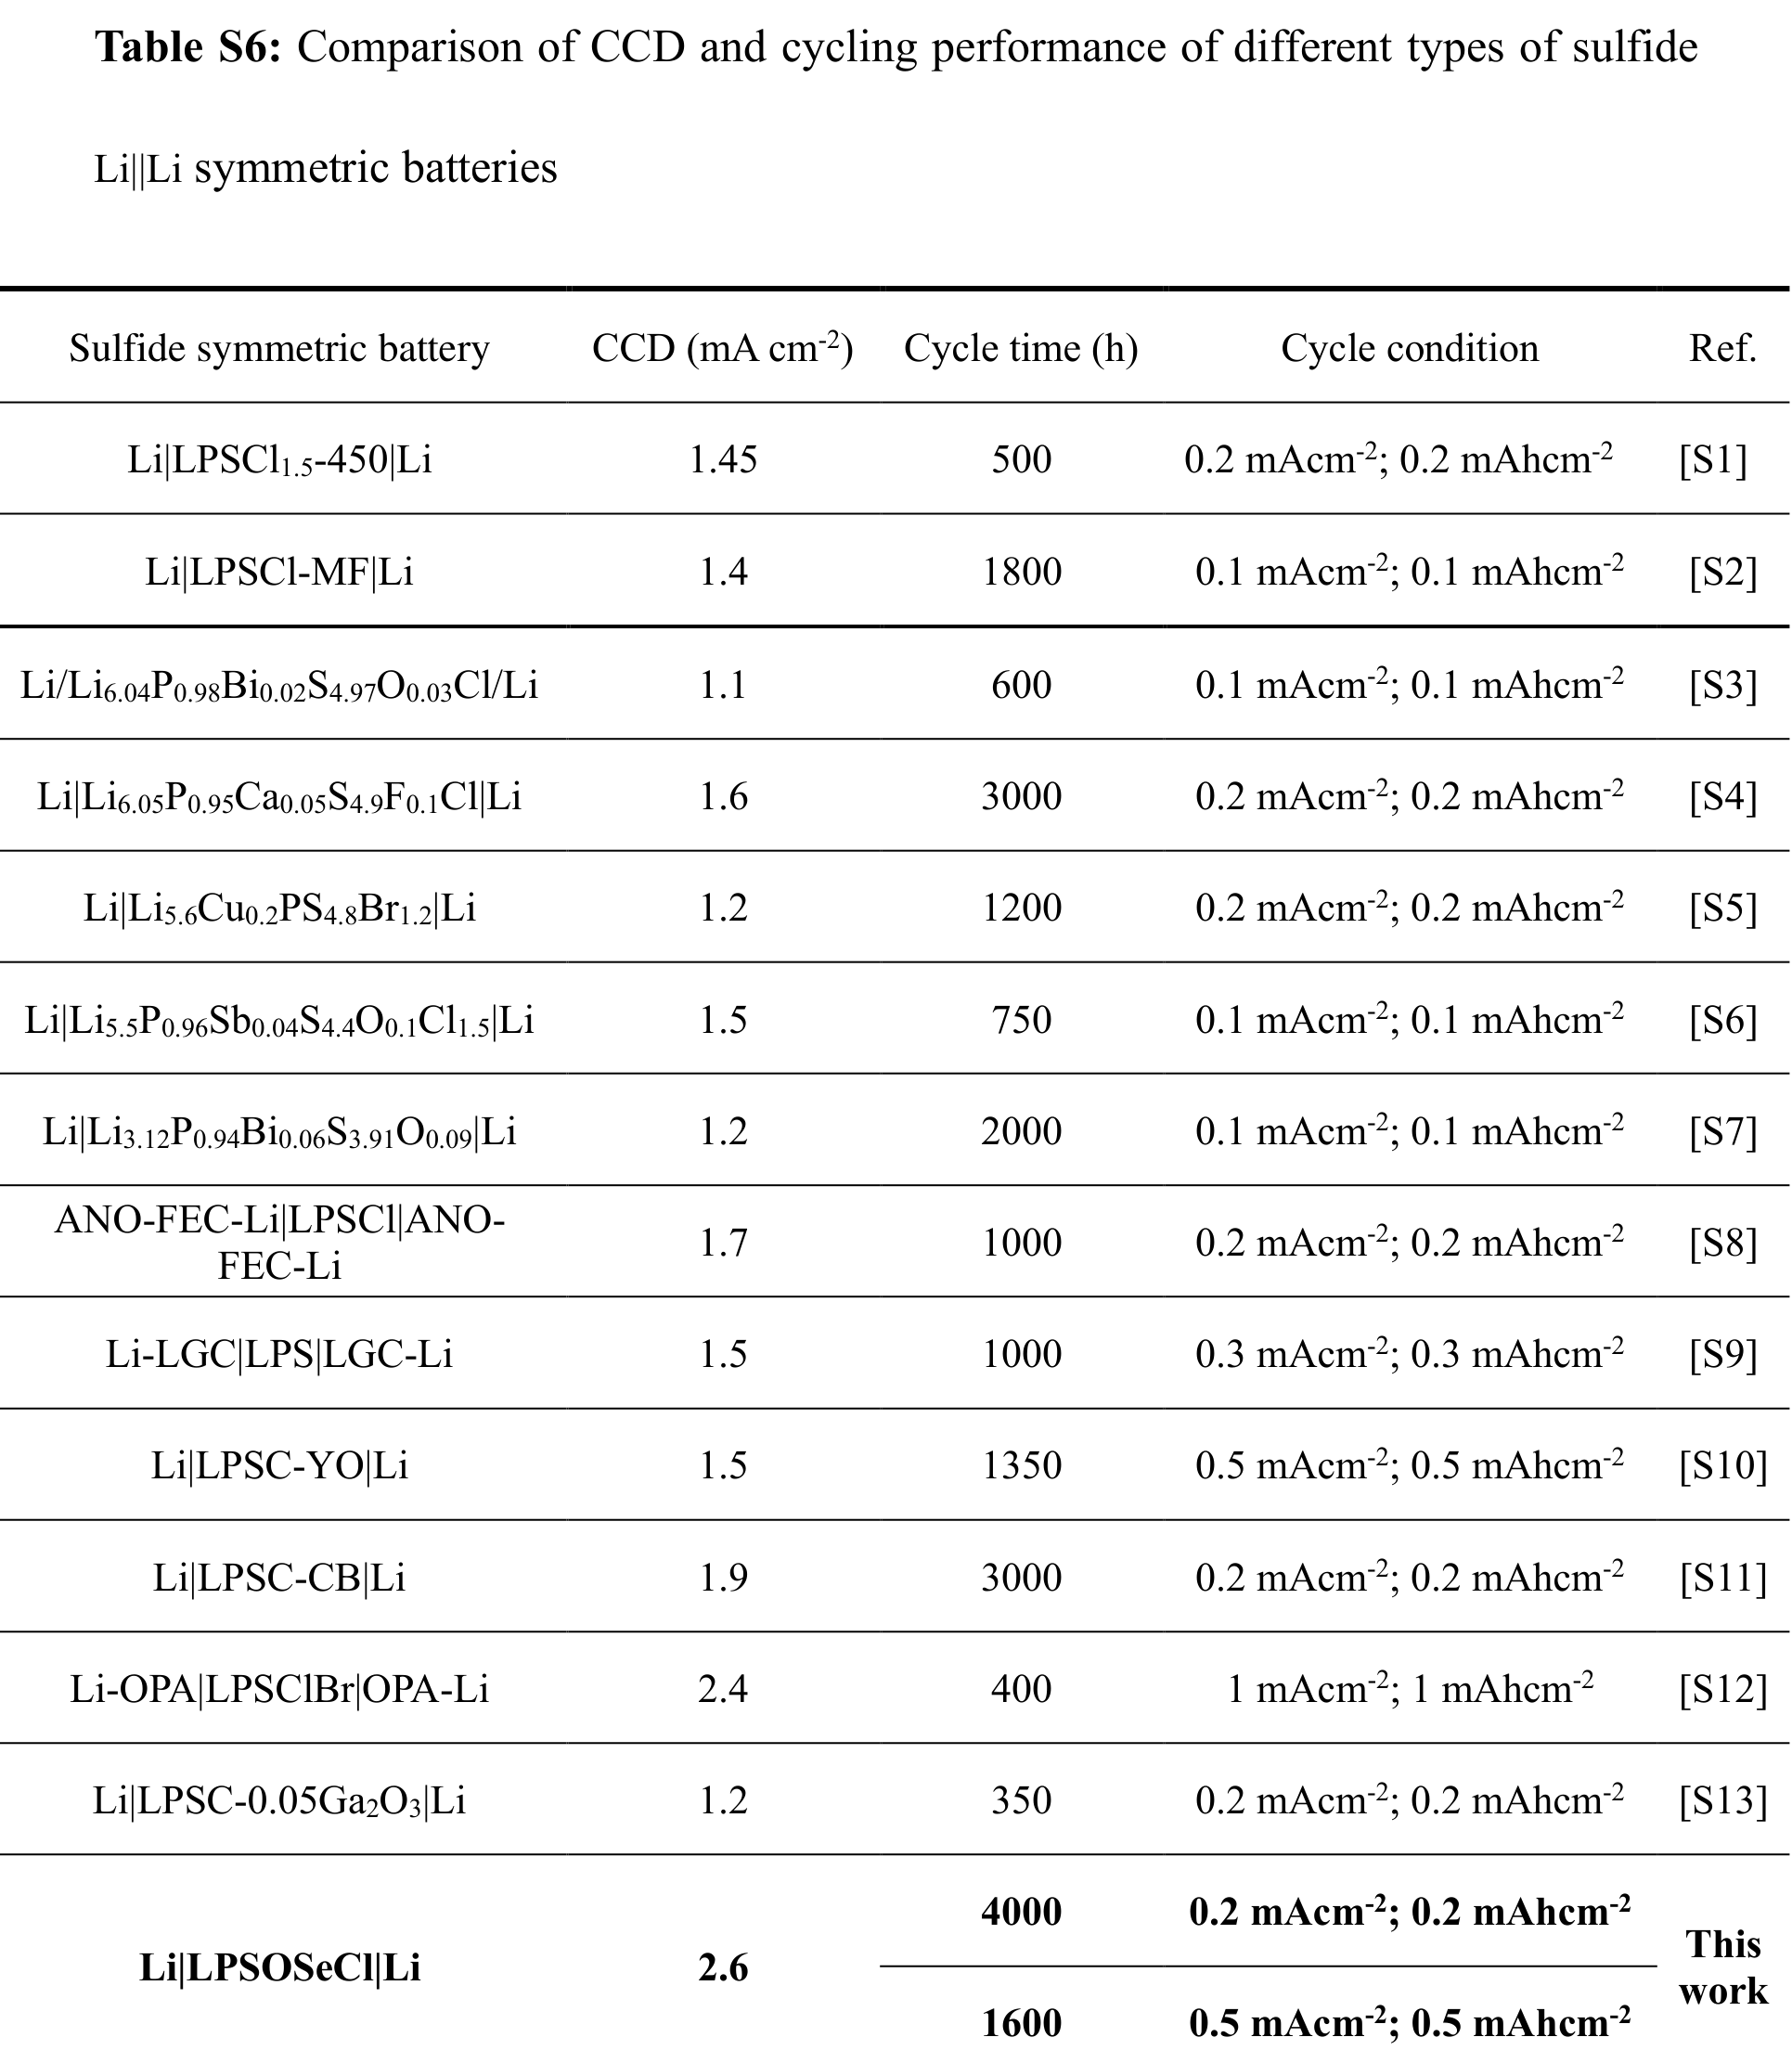 Table S6: Comparison of CCD and cycling performance of different types of sulfide
Li||Li symmetric batteries
Sulfide symmetric battery CCD (mA cm⁻²) Cycle time (h) Cycle condition Ref.
Li|LPSCl₁.₅-450|Li 1.45 500 0.2 mAcm⁻²; 0.2 mAhcm⁻² [S1]
Li|LPSCl-MF|Li 1.4 1800 0.1 mAcm⁻²; 0.1 mAhcm⁻² [S2]
Li/Li₆.₀₄P₀.₉₈Bi₀.₀₂S₄.₉₇O₀.₀₃Cl/Li 1.1 600 0.1 mAcm⁻²; 0.1 mAhcm⁻² [S3]
Li|Li₆.₀₅P₀.₉₅Ca₀.₀₅S₄.₉F₀.₁Cl|Li 1.6 3000 0.2 mAcm⁻²; 0.2 mAhcm⁻² [S4]
Li|Li₅.₆Cu₀.₂PS₄.₈Br₁.₂|Li 1.2 1200 0.2 mAcm⁻²; 0.2 mAhcm⁻² [S5]
Li|Li₅.₅P₀.₉₆Sb₀.₀₄S₄.₄O₀.₁Cl₁.₅|Li 1.5 750 0.1 mAcm⁻²; 0.1 mAhcm⁻² [S6]
Li|Li₃.₁₂P₀.₉₄Bi₀.₀₆S₃.₉₁O₀.₀₉|Li 1.2 2000 0.1 mAcm⁻²; 0.1 mAhcm⁻² [S7]
ANO-FEC-Li|LPSCl|ANO-
FEC-Li 1.7 1000 0.2 mAcm⁻²; 0.2 mAhcm⁻² [S8]
Li-LGC|LPS|LGC-Li 1.5 1000 0.3 mAcm⁻²; 0.3 mAhcm⁻² [S9]
Li|LPSC-YO|Li 1.5 1350 0.5 mAcm⁻²; 0.5 mAhcm⁻² [S10]
Li|LPSC-CB|Li 1.9 3000 0.2 mAcm⁻²; 0.2 mAhcm⁻² [S11]
Li-OPA|LPSClBr|OPA-Li 2.4 400 1 mAcm⁻²; 1 mAhcm⁻² [S12]
Li|LPSC-0.05Ga₂O₃|Li 1.2 350 0.2 mAcm⁻²; 0.2 mAhcm⁻² [S13]
Li|LPSOSeCl|Li 2.6 4000 0.2 mAcm⁻²; 0.2 mAhcm⁻² This
work
1600 0.5 mAcm⁻²; 0.5 mAhcm⁻²